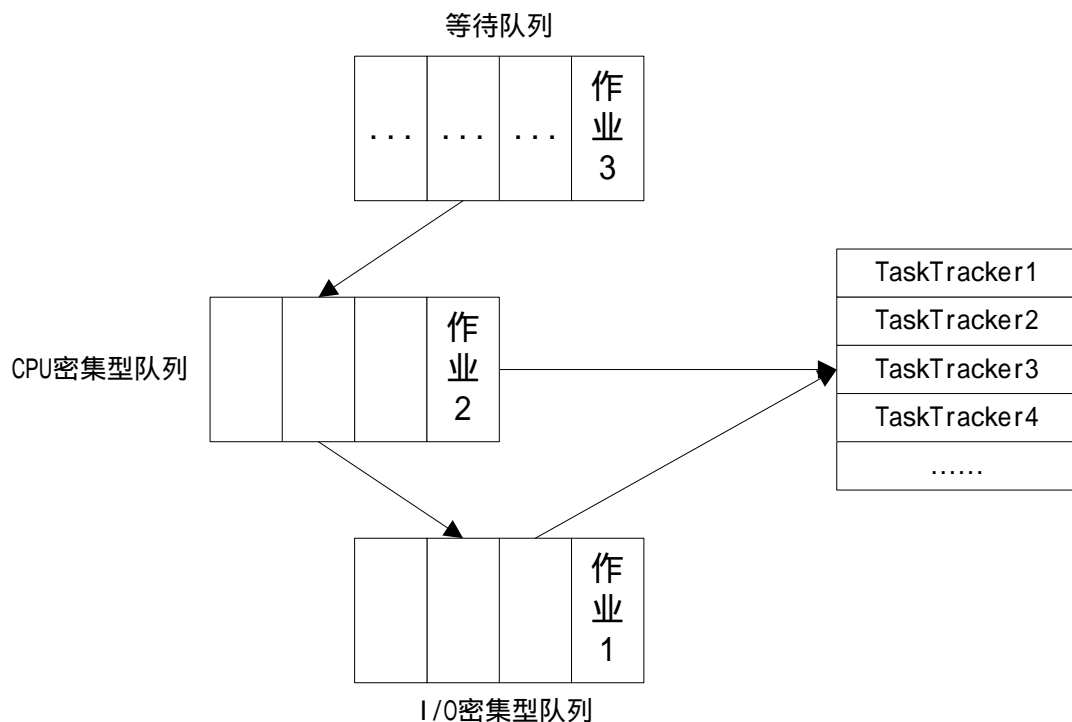 等待队列
... ... ... 作业3
TaskTracker1
TaskTracker2
CPU密集型队列
作业2
TaskTracker3
TaskTracker4
......
作业1
I/O密集型队列